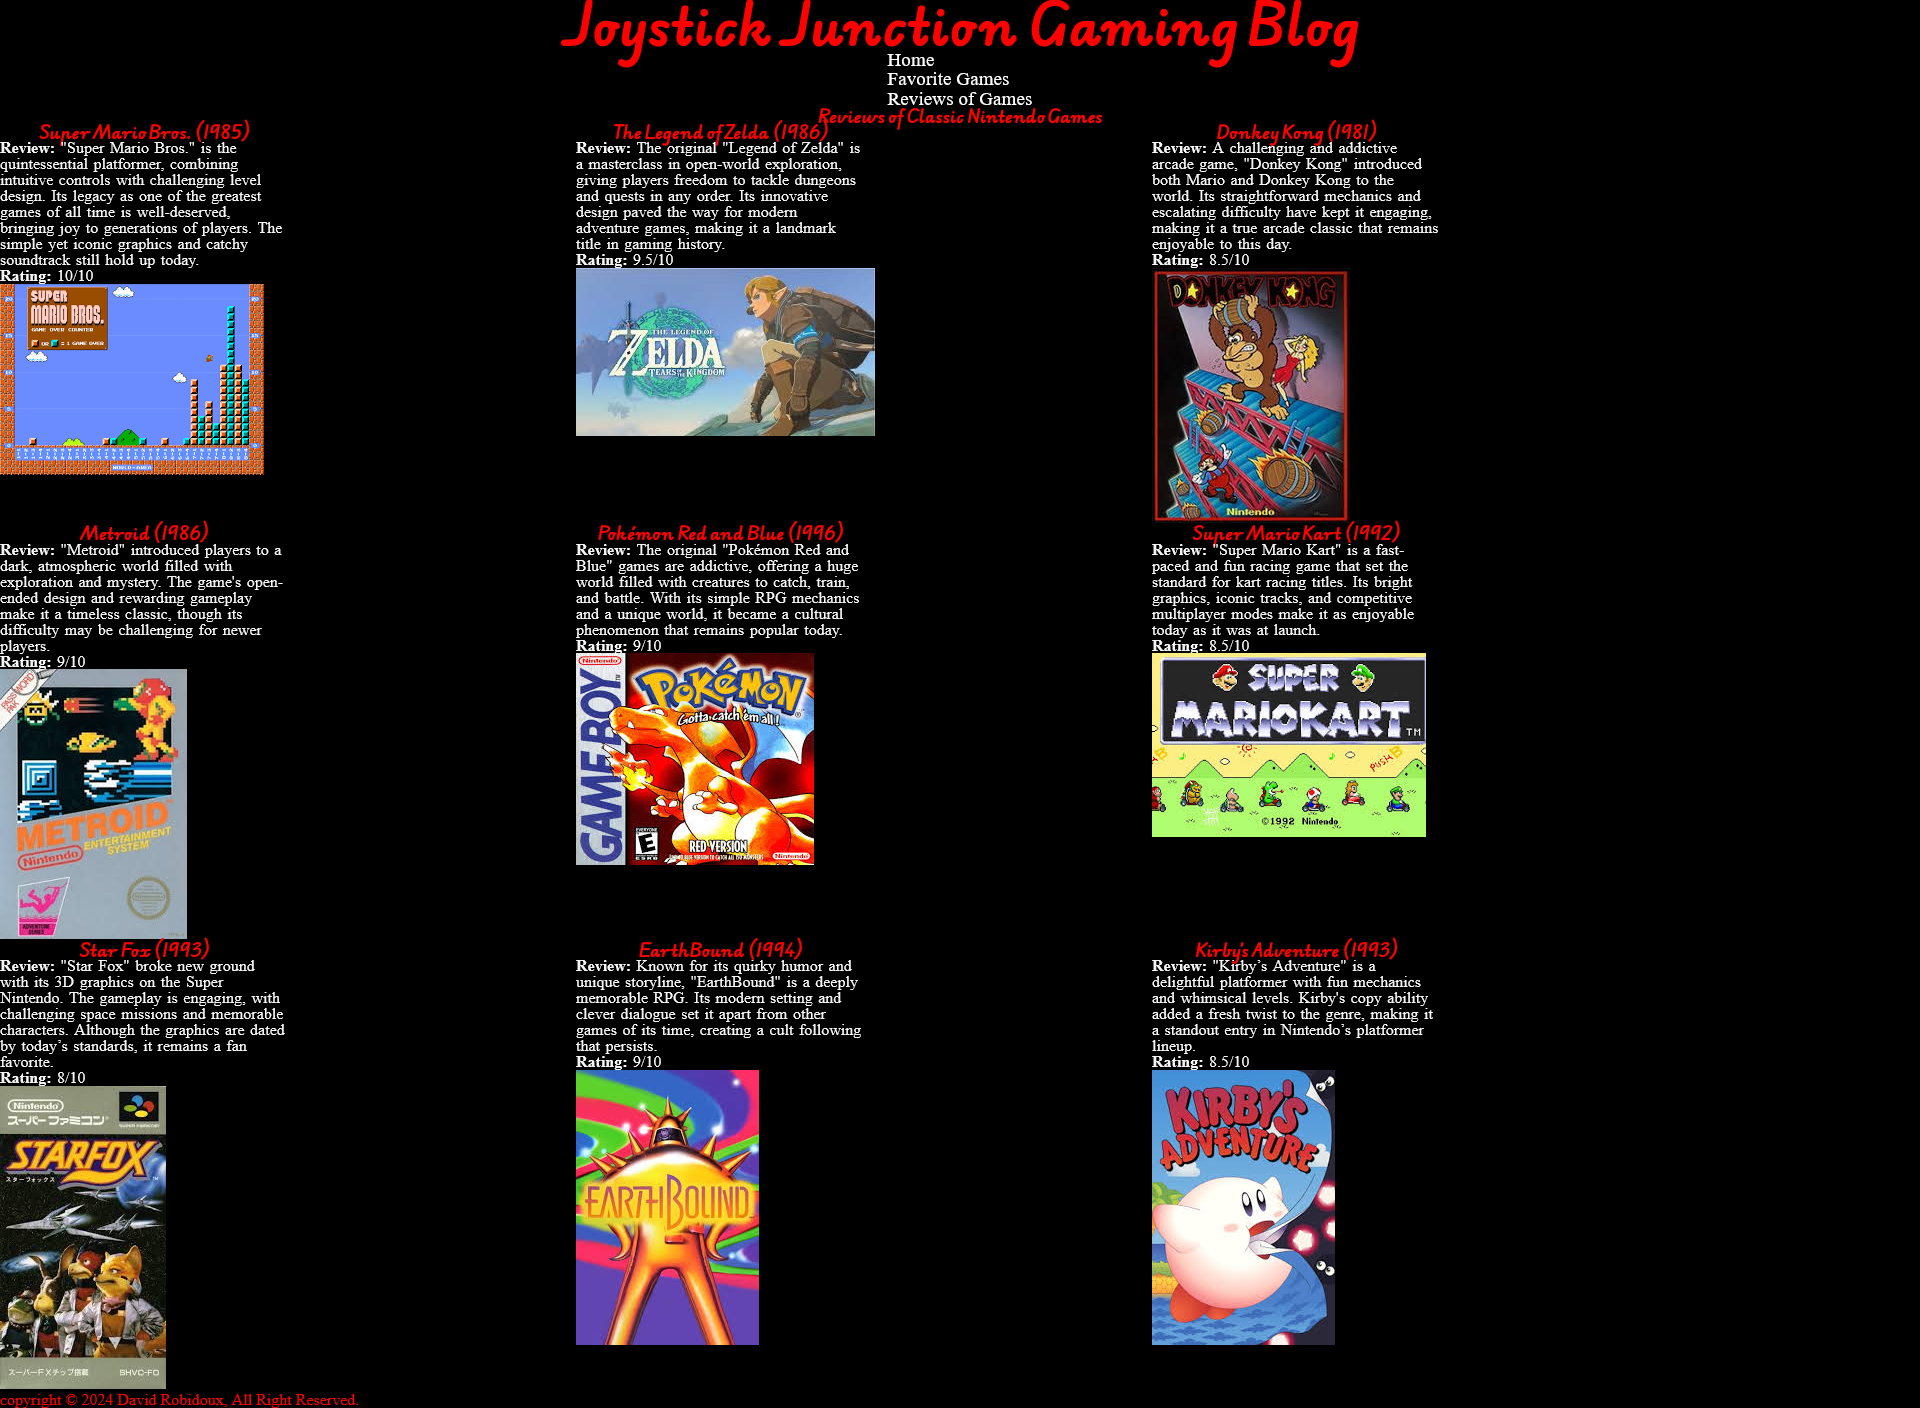 Joystick Junction Gaming Blog
Home
Favorite Games
Reviews of Games
Reviews of Classic Nintendo Games
Super Mario Bros. (1985)
Review: "Super Mario Bros." is the
quintessential platformer, combining
intuitive controls with challenging level
design. Its legacy as one of the greatest
games of all time is well-deserved,
bringing joy to generations of players. The
simple yet iconic graphics and catchy
soundtrack still hold up today.
Rating: 10/10
SUPER
MARIO BROS.
GAME OVER COUNTER
OR = 1 GAME OVER
The Legend of Zelda (1986)
Review: The original "Legend of Zelda" is
a masterclass in open-world exploration,
giving players freedom to tackle dungeons
and quests in any order. Its innovative
design paved the way for modern
adventure games, making it a landmark
title in gaming history.
Rating: 9.5/10
THE LEGEND OF
ZELDA
TEARS OF THE KINGDOM
Donkey Kong (1981)
Review: A challenging and addictive
arcade game, "Donkey Kong" introduced
both Mario and Donkey Kong to the
world. Its straightforward mechanics and
escalating difficulty have kept it engaging,
making it a true arcade classic that remains
enjoyable to this day.
Rating: 8.5/10
DONKEY KONG
Nintendo
Metroid (1986)
Review: "Metroid" introduced players to a
dark, atmospheric world filled with
exploration and mystery. The game's open-
ended design and rewarding gameplay
make it a timeless classic, though its
difficulty may be challenging for newer
players.
Rating: 9/10
PASSWORD
PAK
METROID
Nintendo
ENTERTAINMENT
SYSTEM
ADVENTURE
SERIES
Pokémon Red and Blue (1996)
Review: The original "Pokémon Red and
Blue" games are addictive, offering a huge
world filled with creatures to catch, train,
and battle. With its simple RPG mechanics
and a unique world, it became a cultural
phenomenon that remains popular today.
Rating: 9/10
Nintendo
GAME BOY
POKéMON
Gotta catch 'em all!
EVERYONE
E
ESRB
RED VERSION
Nintendo
Super Mario Kart (1992)
Review: "Super Mario Kart" is a fast-
paced and fun racing game that set the
standard for kart racing titles. Its bright
graphics, iconic tracks, and competitive
multiplayer modes make it as enjoyable
today as it was at launch.
Rating: 8.5/10
SUPER
MARIOKART TM
PUSH B
©1992 Nintendo
Star Fox (1993)
Review: "Star Fox" broke new ground
with its 3D graphics on the Super
Nintendo. The gameplay is engaging, with
challenging space missions and memorable
characters. Although the graphics are dated
by today’s standards, it remains a fan
favorite.
Rating: 8/10
Nintendo
スーパーファミコン
STARFOX
スターフォックス
スーパーFXチップ搭載 SHVC-FO
EarthBound (1994)
Review: Known for its quirky humor and
unique storyline, "EarthBound" is a deeply
memorable RPG. Its modern setting and
clever dialogue set it apart from other
games of its time, creating a cult following
that persists.
Rating: 9/10
EARTHBOUND
Kirby's Adventure (1993)
Review: "Kirby’s Adventure" is a
delightful platformer with fun mechanics
and whimsical levels. Kirby's copy ability
added a fresh twist to the genre, making it
a standout entry in Nintendo’s platformer
lineup.
Rating: 8.5/10
KIRBY'S
ADVENTURE
copyright © 2024 David Robidoux, All Right Reserved.